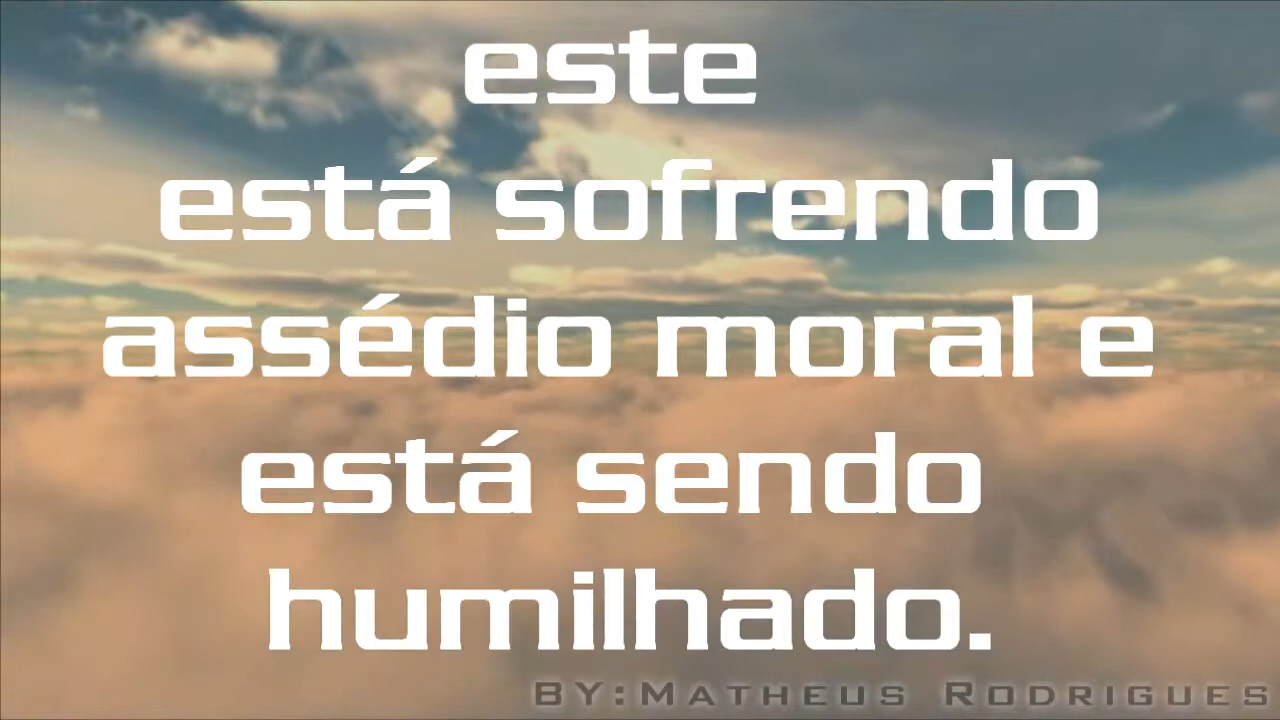 este
está sofrendo
assédio moral e
está sendo
humilhado.
BY:MATHEUS RODRIGUES